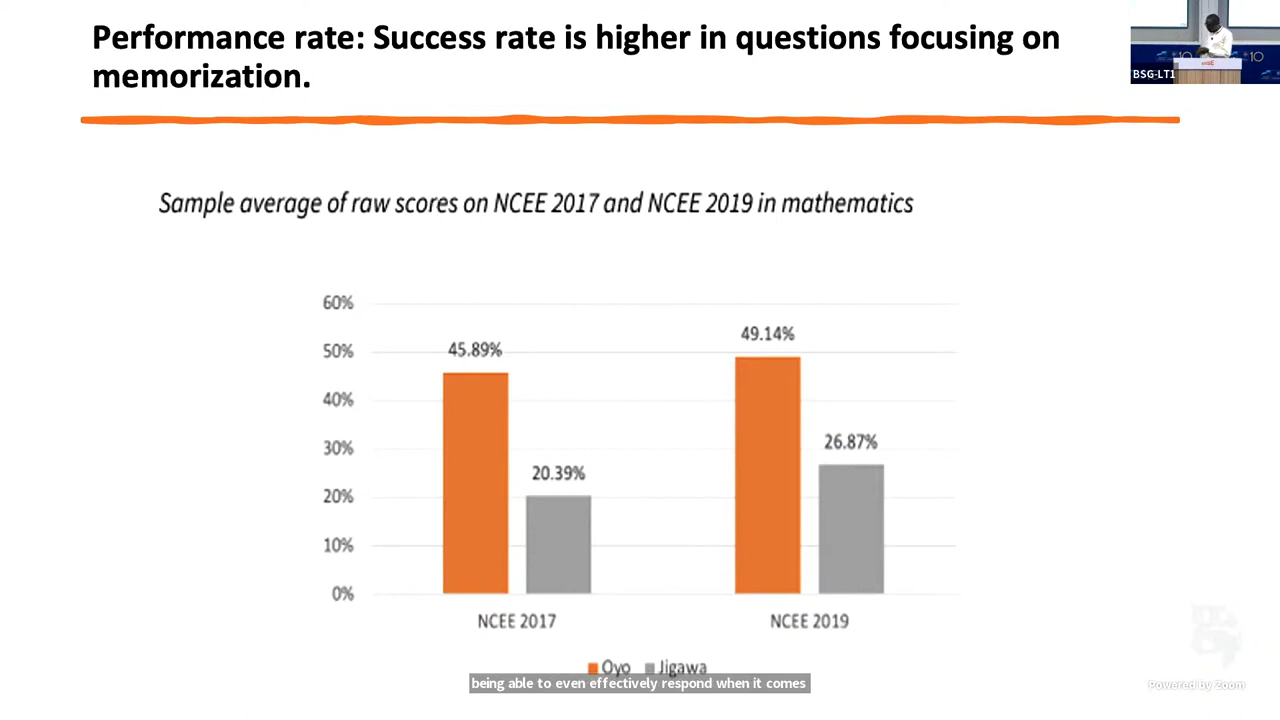 Performance rate: Success rate is higher in questions focusing on
memorization.
BSG-LT1
10
Sample average of raw scores on NCEE 2017 and NCEE 2019 in mathematics
60%
50%
40%
30%
20%
10%
0%
45.89%
20.39%
49.14%
26.87%
NCEE 2017
NCEE 2019
Oyo
Jigawa
being able to even effectively respond when it comes
Powered by Zoom